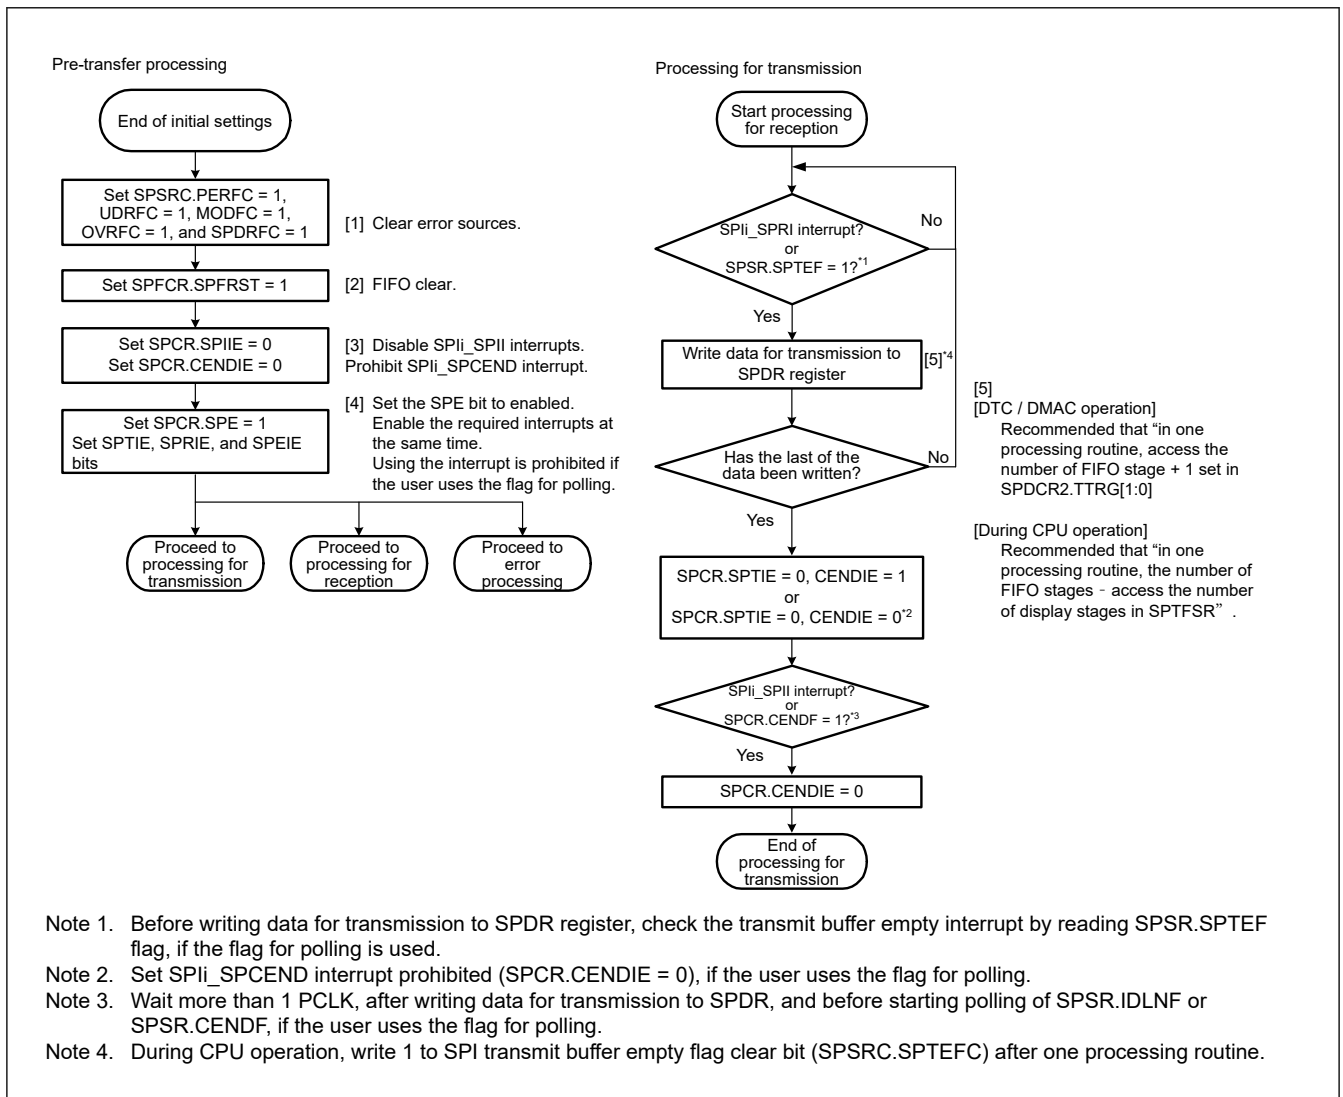 Pre-transfer processing
End of initial settings
Set SPSRC.PERFC = 1,
UDRFC = 1, MODFC = 1,
OVRFC = 1, and SPDRFC = 1
[1] Clear error sources.
Set SPFCR.SPFRST = 1
[2] FIFO clear.
Set SPCR.SPIIE = 0
Set SPCR.CENDIE = 0
[3] Disable SPIi_SPII interrupts.
Prohibit SPIi_SPCEND interrupt.
Set SPCR.SPE = 1
Set SPTIE, SPRIE, and SPEIE
bits
[4] Set the SPE bit to enabled.
Enable the required interrupts at
the same time.
Using the interrupt is prohibited if
the user uses the flag for polling.
Proceed to
processing for
transmission
Proceed to
processing for
reception
Proceed to
error
processing
Processing for transmission
Start processing
for reception
SPIi_SPRI interrupt?
or
SPSR.SPTEF = 1?*1
No
Yes
Write data for transmission to
SPDR register
[5]*4
Has the last of the
data been written?
No
Yes
SPCR.SPTIE = 0, CENDIE = 1
or
SPCR.SPTIE = 0, CENDIE = 0*2
SPIi_SPII interrupt?
or
SPCR.CENDF = 1?*3
Yes
SPCR.CENDIE = 0
End of
processing for
transmission
[5]
[DTC / DMAC operation]
Recommended that “in one
processing routine, access the
number of FIFO stage + 1 set in
SPDCR2.TTRG[1:0]
[During CPU operation]
Recommended that “in one
processing routine, the number of
FIFO stages - access the number
of display stages in SPTFSR” .
Note 1. Before writing data for transmission to SPDR register, check the transmit buffer empty interrupt by reading SPSR.SPTEF
flag, if the flag for polling is used.
Note 2. Set SPIi_SPCEND interrupt prohibited (SPCR.CENDIE = 0), if the user uses the flag for polling.
Note 3. Wait more than 1 PCLK, after writing data for transmission to SPDR, and before starting polling of SPSR.IDLNF or
SPSR.CENDF, if the user uses the flag for polling.
Note 4. During CPU operation, write 1 to SPI transmit buffer empty flag clear bit (SPSRC.SPTEFC) after one processing routine.